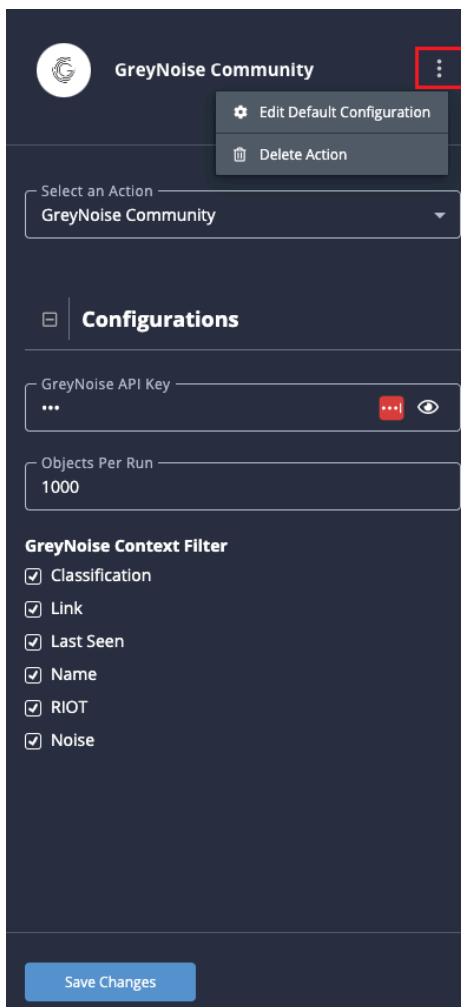 GreyNoise Community
Edit Default Configuration
Delete Action
Select an Action
GreyNoise Community
Configurations
GreyNoise API Key
•••
Objects Per Run
1000
GreyNoise Context Filter
Classification
Link
Last Seen
Name
RIOT
Noise
Save Changes